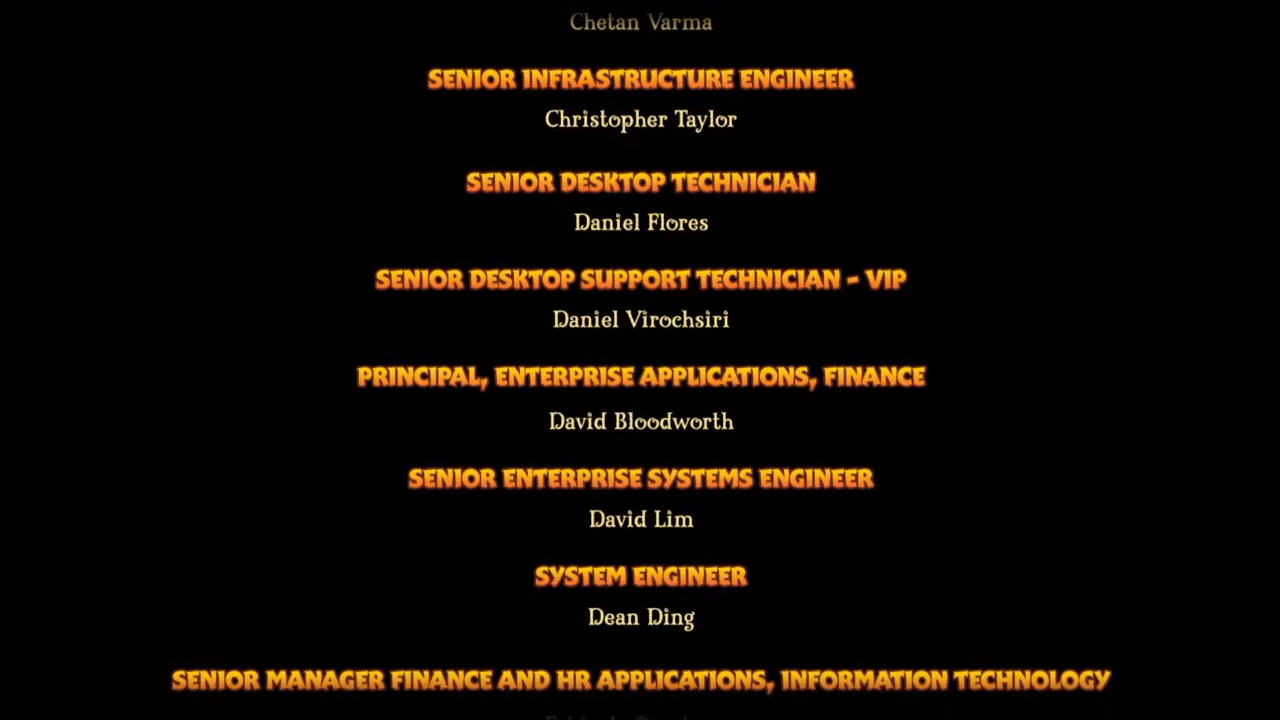 Chetan Varma
SENIOR INFRASTRUCTURE ENGINEER
Christopher Taylor
SENIOR DESKTOP TECHNICIAN
Daniel Flores
SENIOR DESKTOP SUPPORT TECHNICIAN - VIP
Daniel Virochsiri
PRINCIPAL, ENTERPRISE APPLICATIONS, FINANCE
David Bloodworth
SENIOR ENTERPRISE SYSTEMS ENGINEER
David Lim
SYSTEM ENGINEER
Dean Ding
SENIOR MANAGER FINANCE AND HR APPLICATIONS, INFORMATION TECHNOLOGY